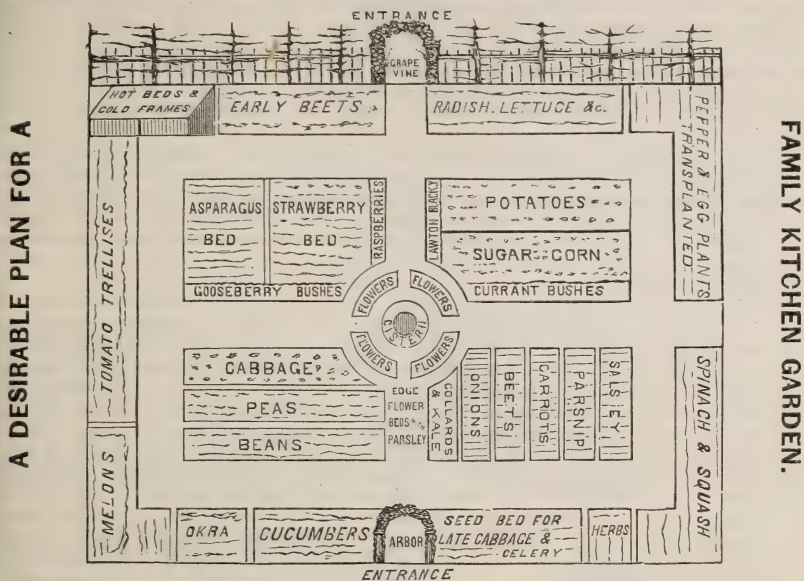 A DESIRABLE PLAN FOR A
FAMILY KITCHEN GARDEN.
ENTRANCE
GRAPE
VINE
HOT BEDS &
COLD FRAMES
EARLY BEETS
RADISH. LETTUCE &c.
PEPPER & EGG PLANTS
TRANSPLANTED
TOMATO TRELLISES
ASPARAGUS
BED
STRAWBERRY
BED
RASPBERRIES
LAWTON BLACKY
POTATOES
SUGAR CORN
GOOSEBERRY BUSHES
CURRANT BUSHES
FLOWERS
FLOWERS
CISTERN
FLOWERS
FLOWERS
CABBAGE
PEAS
BEANS
EDGE
FLOWER
BEDS
PARSLEY
COLLARDS
& KALE
ONIONS
BEETS
CARROTS
PARSNIP
SALSIFY
SPINACH & SQUASH
MELONS
OKRA
CUCUMBERS
ARBOR
SEED BED FOR
LATE CABBAGE &
CELERY
HERBS
ENTRANCE